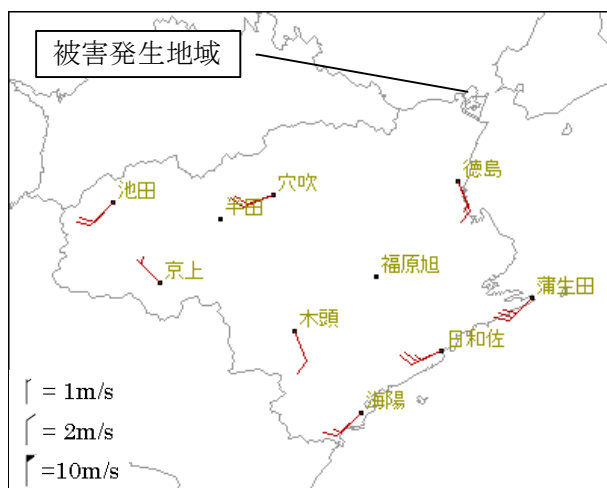 被害発生地域
徳島
池田
穴吹
半田
京上
福原旭
蒲生田
木頭
日和佐
海陽
= 1m/s
= 2m/s
=10m/s